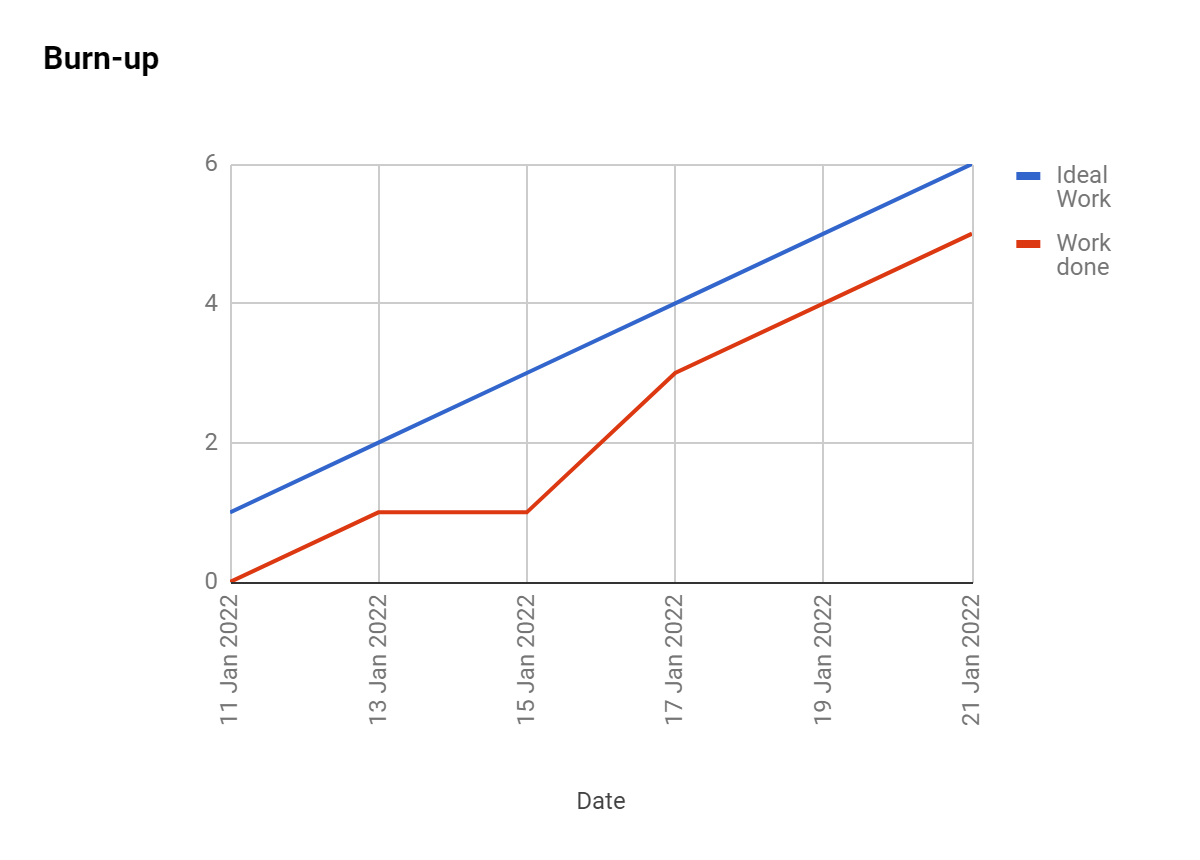 Burn-up
6
4
2
0
Ideal
Work
Work
done
11 Jan 2022
13 Jan 2022
15 Jan 2022
17 Jan 2022
19 Jan 2022
21 Jan 2022
Date